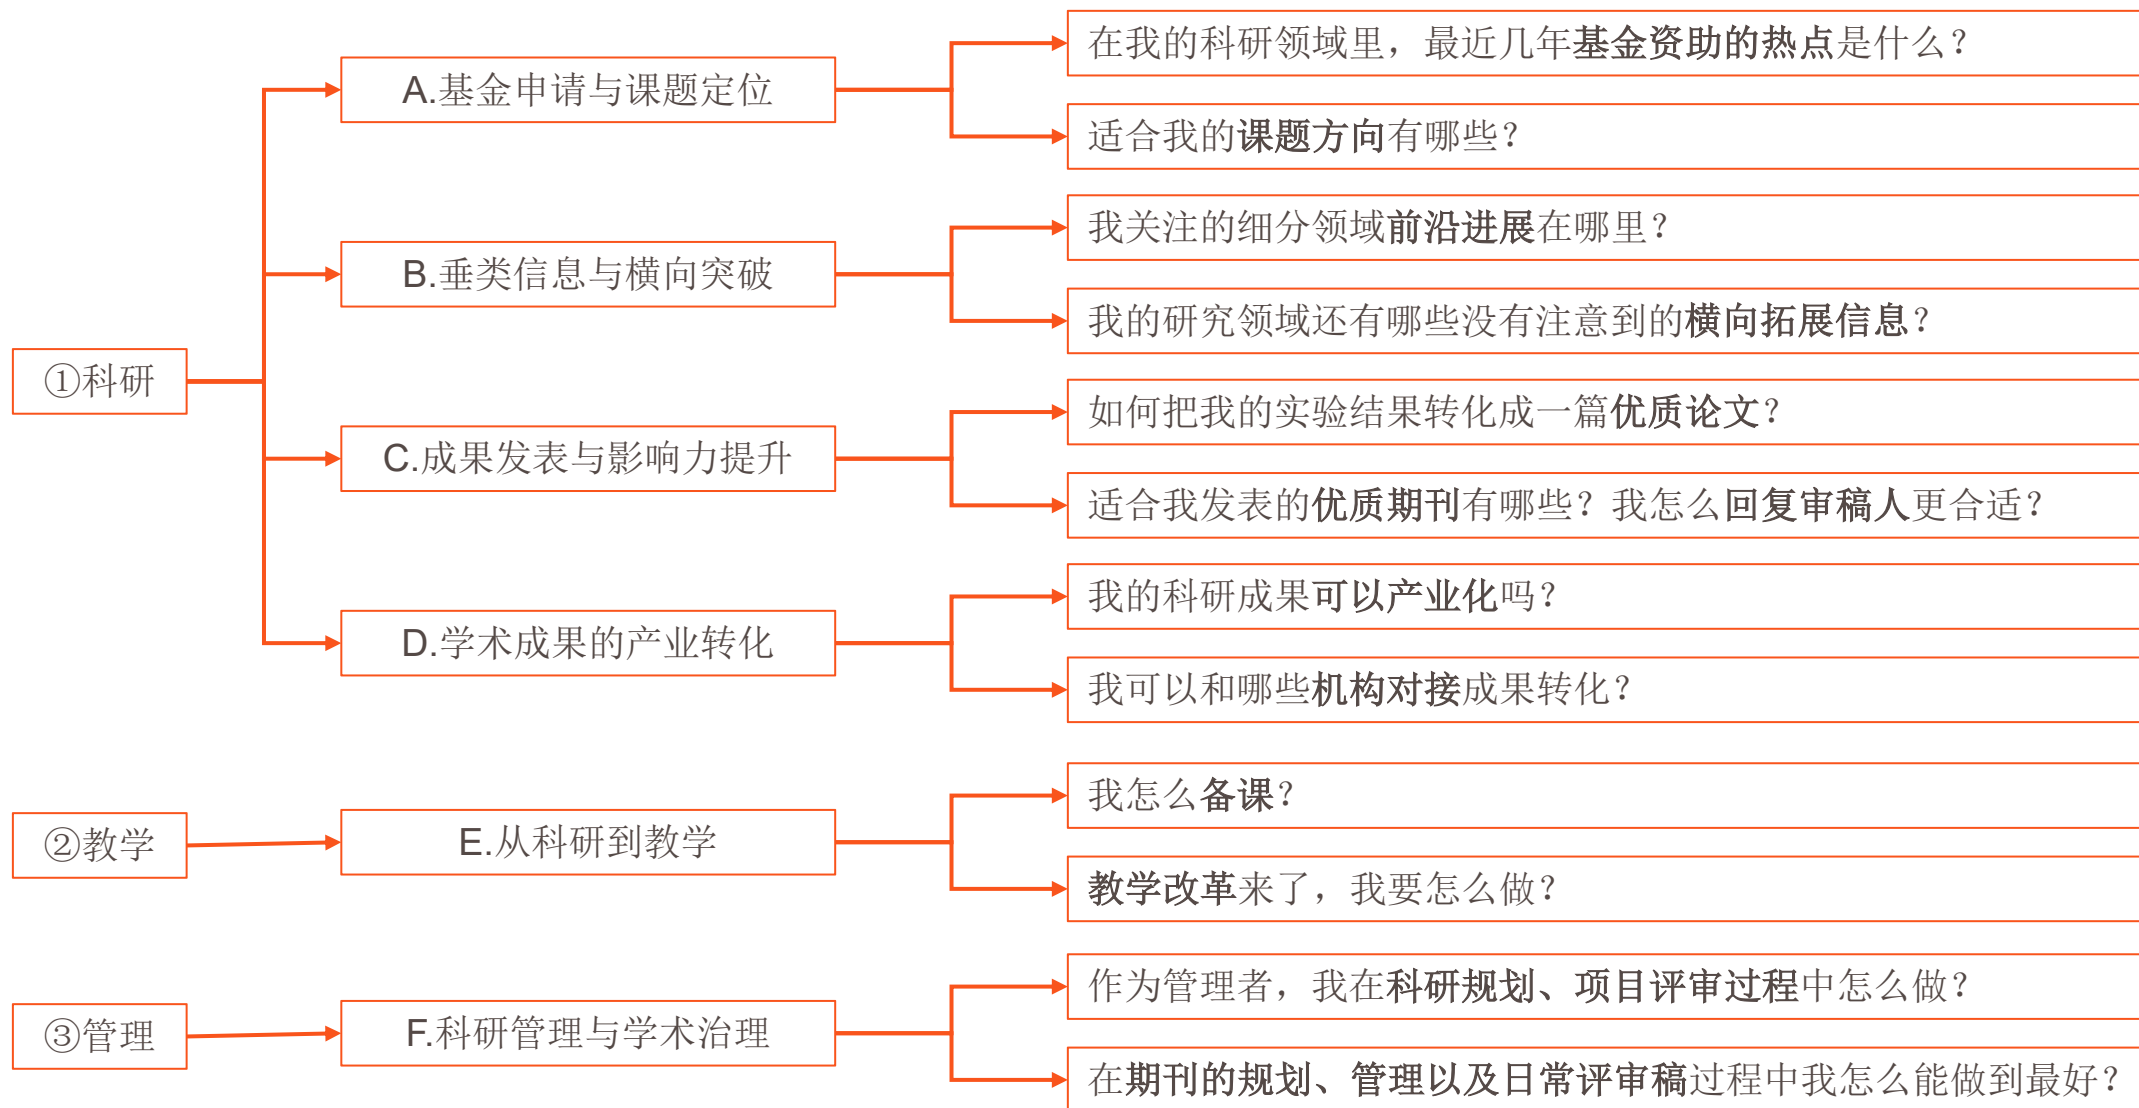 ①科研
A.基金申请与课题定位
在我的科研领域里，最近几年基金资助的热点是什么？
适合我的课题方向有哪些？
B.垂类信息与横向突破
我关注的细分领域前沿进展在哪里？
我的研究领域还有哪些没有注意到的横向拓展信息？
C.成果发表与影响力提升
如何把我的实验结果转化成一篇优质论文？
适合我发表的优质期刊有哪些？我怎么回复审稿人更合适？
D.学术成果的产业转化
我的科研成果可以产业化吗？
我可以和哪些机构对接成果转化？
②教学
E.从科研到教学
我怎么备课？
教学改革来了，我要怎么做？
③管理
F.科研管理与学术治理
作为管理者，我在科研规划、项目评审过程中怎么做？
在期刊的规划、管理以及日常评审稿过程中我怎么能做到最好？